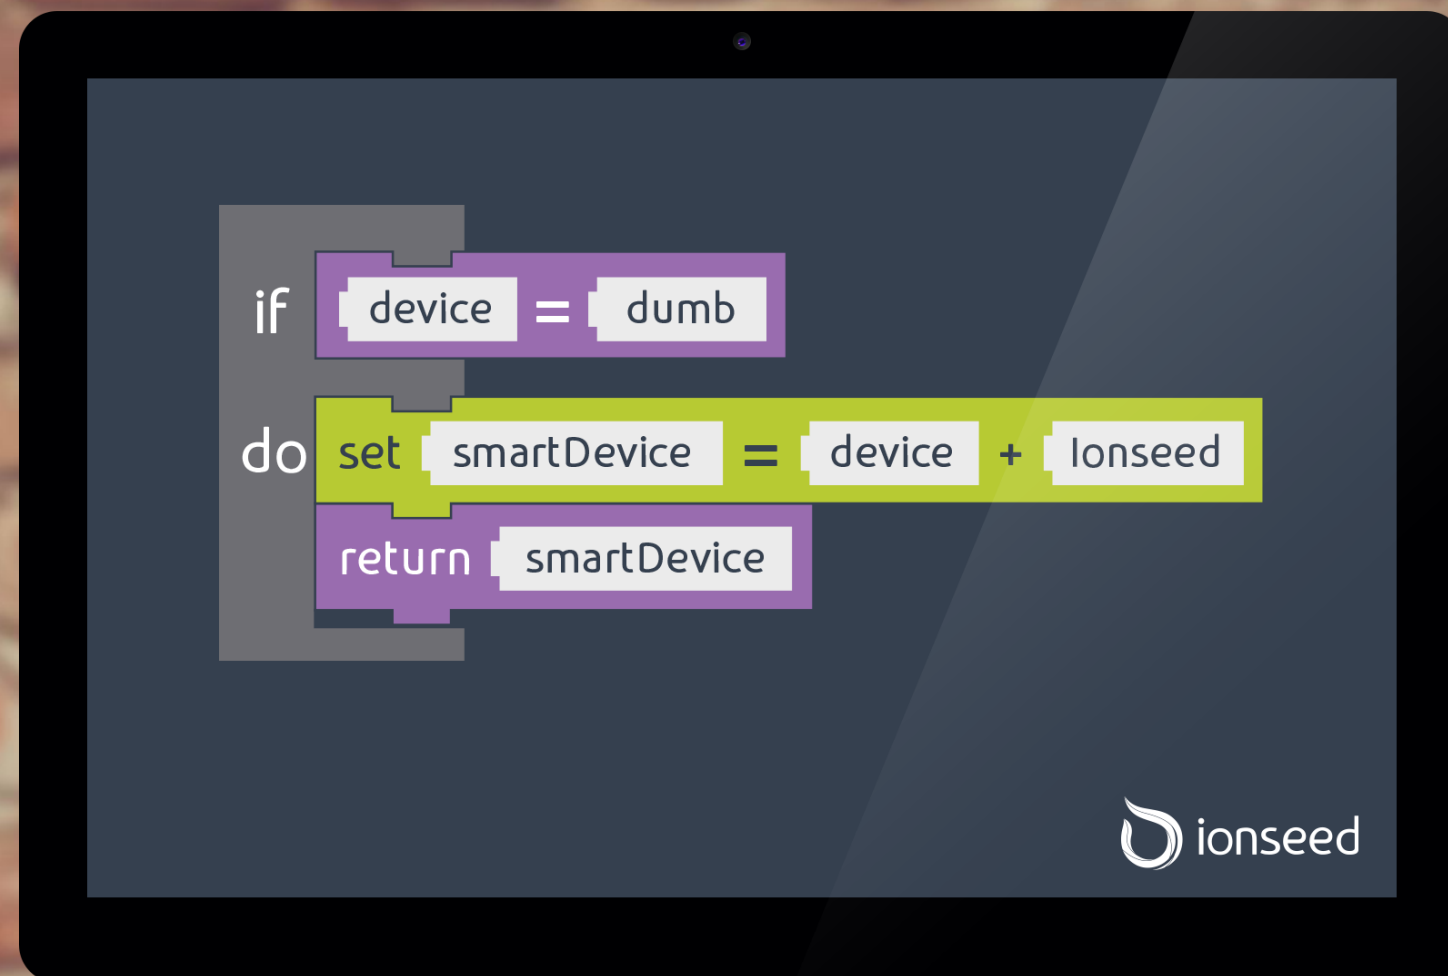 if device = dumb
do set smartDevice = device + Ionseed
return smartDevice
ionseed